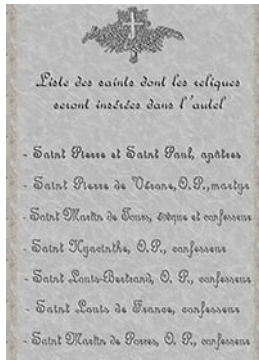 Liste des saints dont les reliques
seront insérées dans l'autel
- Saint Pierre et Saint Paul, apôtres
- Saint Pierre de Vérone, O.P., martyr
- Saint Martin de Tours, évêque et confesseur
- Saint Hyacinthe, O.P., confesseur
- Saint Louis-Bertrand, O. P., confesseur
- Saint Louis de France, confesseur
- Saint Martin de Porres, O. P., confesseur